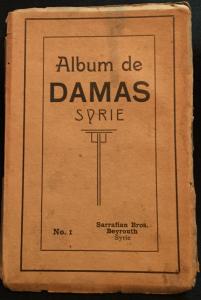 Album de
DAMAS
SYRIE
No. 1
Sarrafian Bros.
Beyrouth
Syrie